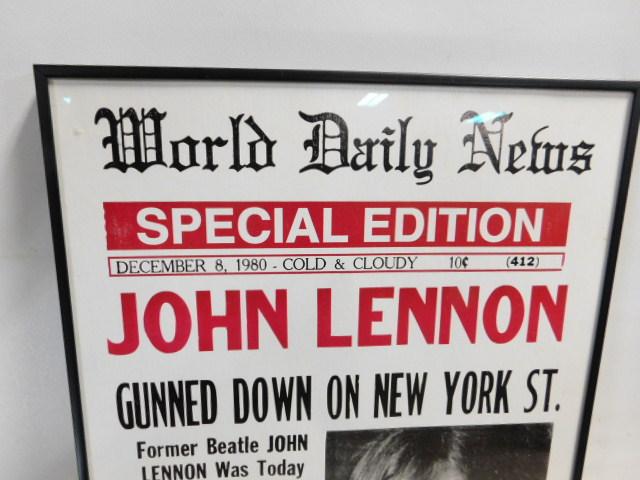 World Daily News
SPECIAL EDITION
DECEMBER 8, 1980 - COLD & CLOUDY 10¢ (412)
JOHN LENNON
GUNNED DOWN ON NEW YORK ST.
Former Beatle JOHN
LENNON Was Today